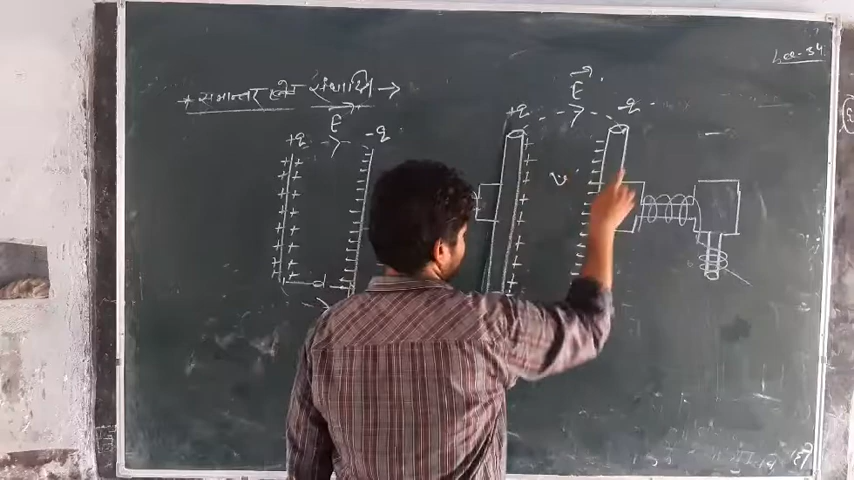 Lec - 34
* समान्तर प्लेट संधारित्र →
E
+q -q
E
+q -q
d